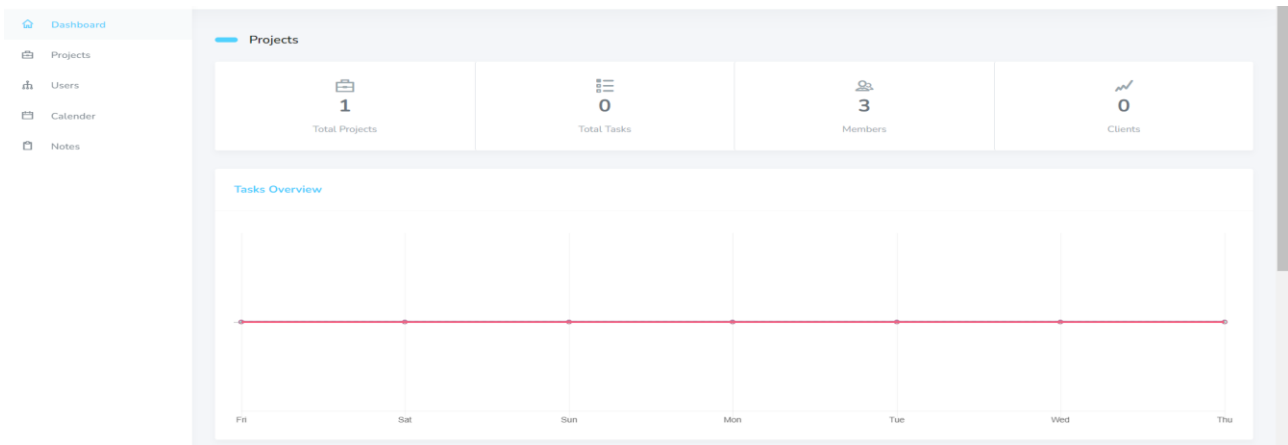 Dashboard
Projects
Users
Calender
Notes
Projects
1
Total Projects
0
Total Tasks
3
Members
0
Clients
Tasks Overview
Fri Sat Sun Mon Tue Wed Thu